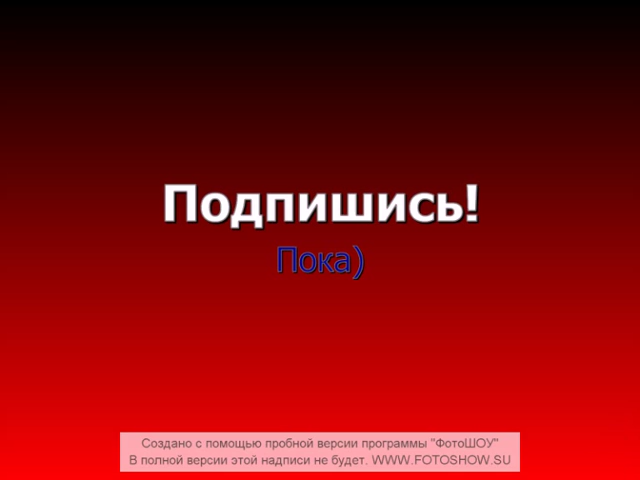 Подпишись!
Пока)
Создано с помощью пробной версии программы "ФотоШОУ"
В полной версии этой надписи не будет. WWW.FOTOSHOW.SU